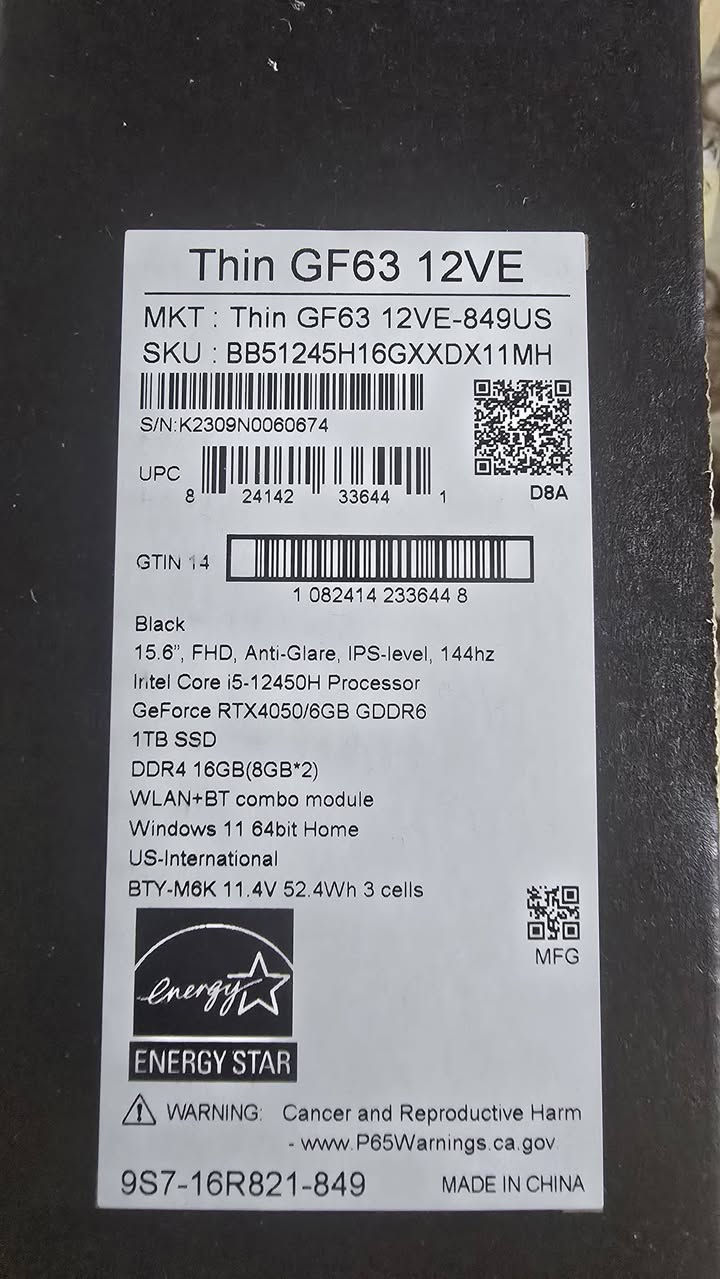 Thin GF63 12VE
MKT : Thin GF63 12VE-849US
SKU : BB51245H16GXXDX11MH
S/N:K2309N0060674
D8A
UPC
8 24142 33644 1
GTIN 14
1 082414 233644 8
Black
15.6”, FHD, Anti-Glare, IPS-level, 144hz
Intel Core i5-12450H Processor
GeForce RTX4050/6GB GDDR6
1TB SSD
DDR4 16GB(8GB*2)
WLAN+BT combo module
Windows 11 64bit Home
US-International
BTY-M6K 11.4V 52.4Wh 3 cells
MFG
energy
ENERGY STAR
WARNING: Cancer and Reproductive Harm
- www.P65Warnings.ca.gov
9S7-16R821-849
MADE IN CHINA